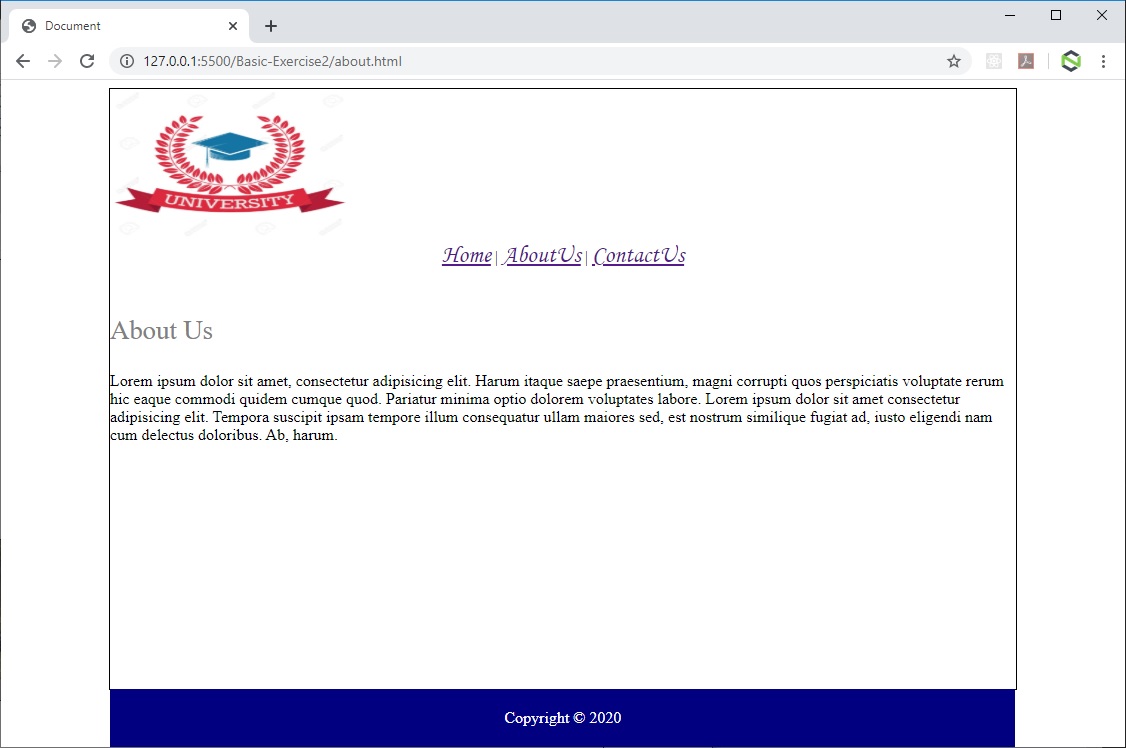 Document
127.0.0.1:5500/Basic-Exercise2/about.html
UNIVERSITY
Home | AboutUs | ContactUs
About Us
Lorem ipsum dolor sit amet, consectetur adipisicing elit. Harum itaque saepe praesentium, magni corrupti quos perspiciatis voluptate rerum
hic eaque commodi quidem cumque quod. Pariatur minima optio dolorem voluptates labore. Lorem ipsum dolor sit amet consectetur
adipisicing elit. Tempora suscipit ipsam tempore illum consequatur ullam maiores sed, est nostrum similique fugiat ad, iusto eligendi nam
cum delectus doloribus. Ab, harum.
Copyright © 2020